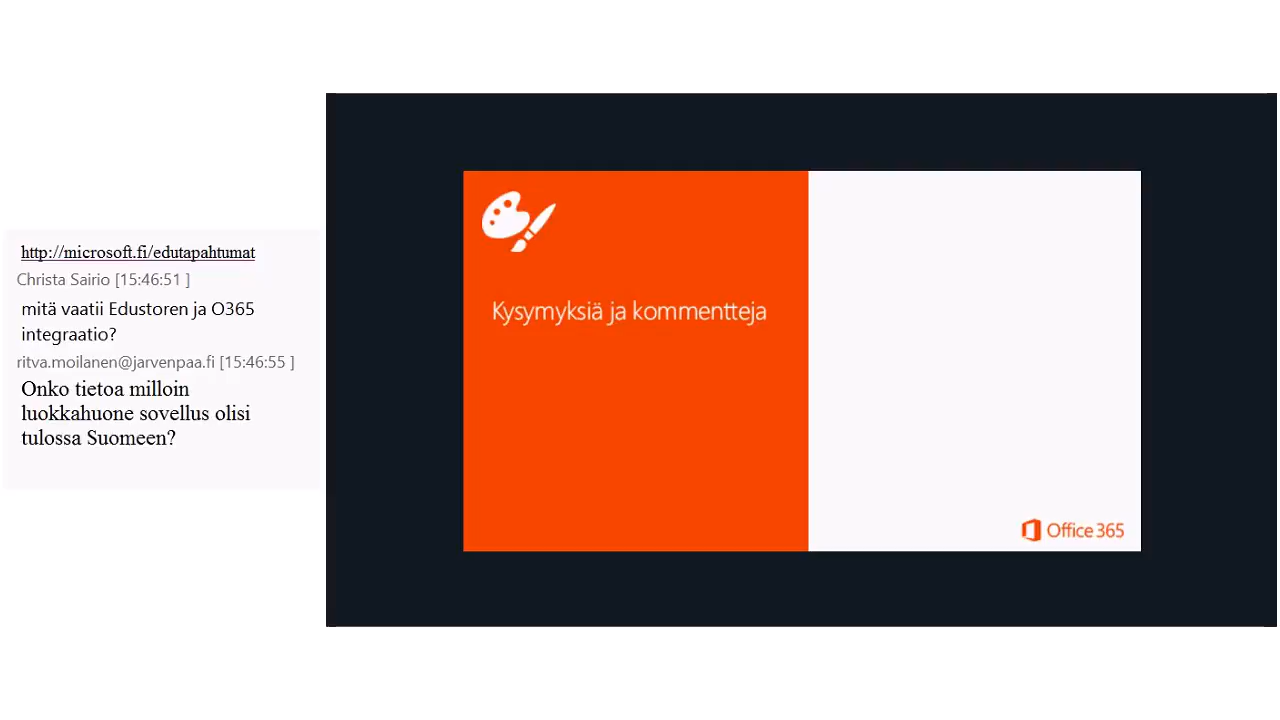 http://microsoft.fi/edutapahtumat
Christa Sairio [15:46:51 ]
mitä vaatii Edustoren ja O365
integraatio?
ritva.moilanen@jarvenpaa.fi [15:46:55 ]
Onko tietoa milloin
luokkahuone sovellus olisi
tulossa Suomeen?
Kysymyksiä ja kommentteja
Office 365